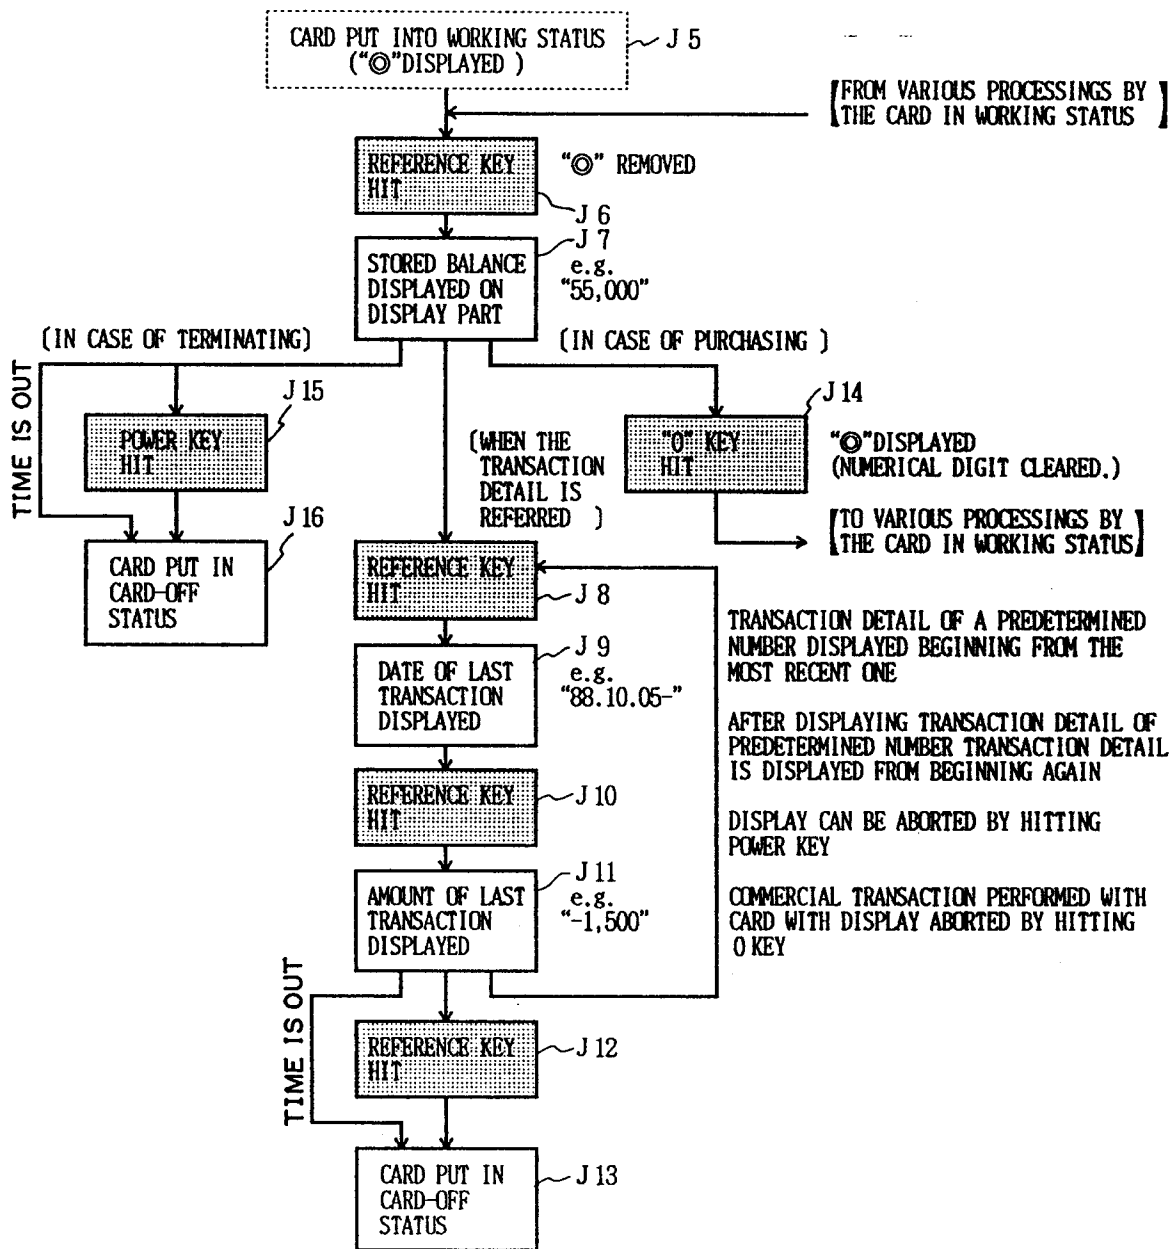 CARD PUT INTO WORKING STATUS
("◎"DISPLAYED )
J 5
[FROM VARIOUS PROCESSINGS BY
THE CARD IN WORKING STATUS ]
REFERENCE KEY
HIT
"◎" REMOVED
J 6
J 7
STORED BALANCE
DISPLAYED ON
DISPLAY PART
e.g.
"55,000"
(IN CASE OF TERMINATING)
(IN CASE OF PURCHASING )
TIME IS OUT
J 15
POWER KEY
HIT
J 16
CARD PUT IN
CARD-OFF
STATUS
(WHEN THE
TRANSACTION
DETAIL IS
REFERRED )
J 14
"0" KEY
HIT
"◎"DISPLAYED
(NUMERICAL DIGIT CLEARED.)
[TO VARIOUS PROCESSINGS BY
THE CARD IN WORKING STATUS]
REFERENCE KEY
HIT
J 8
J 9
DATE OF LAST
TRANSACTION
DISPLAYED
e.g.
"88.10.05-"
REFERENCE KEY
HIT
J 10
J 11
AMOUNT OF LAST
TRANSACTION
DISPLAYED
e.g.
"-1,500"
TRANSACTION DETAIL OF A PREDETERMINED
NUMBER DISPLAYED BEGINNING FROM THE
MOST RECENT ONE
AFTER DISPLAYING TRANSACTION DETAIL OF
PREDETERMINED NUMBER TRANSACTION DETAIL
IS DISPLAYED FROM BEGINNING AGAIN
DISPLAY CAN BE ABORTED BY HITTING
POWER KEY
COMMERCIAL TRANSACTION PERFORMED WITH
CARD WITH DISPLAY ABORTED BY HITTING
0 KEY
TIME IS OUT
REFERENCE KEY
HIT
J 12
CARD PUT IN
CARD-OFF
STATUS
J 13